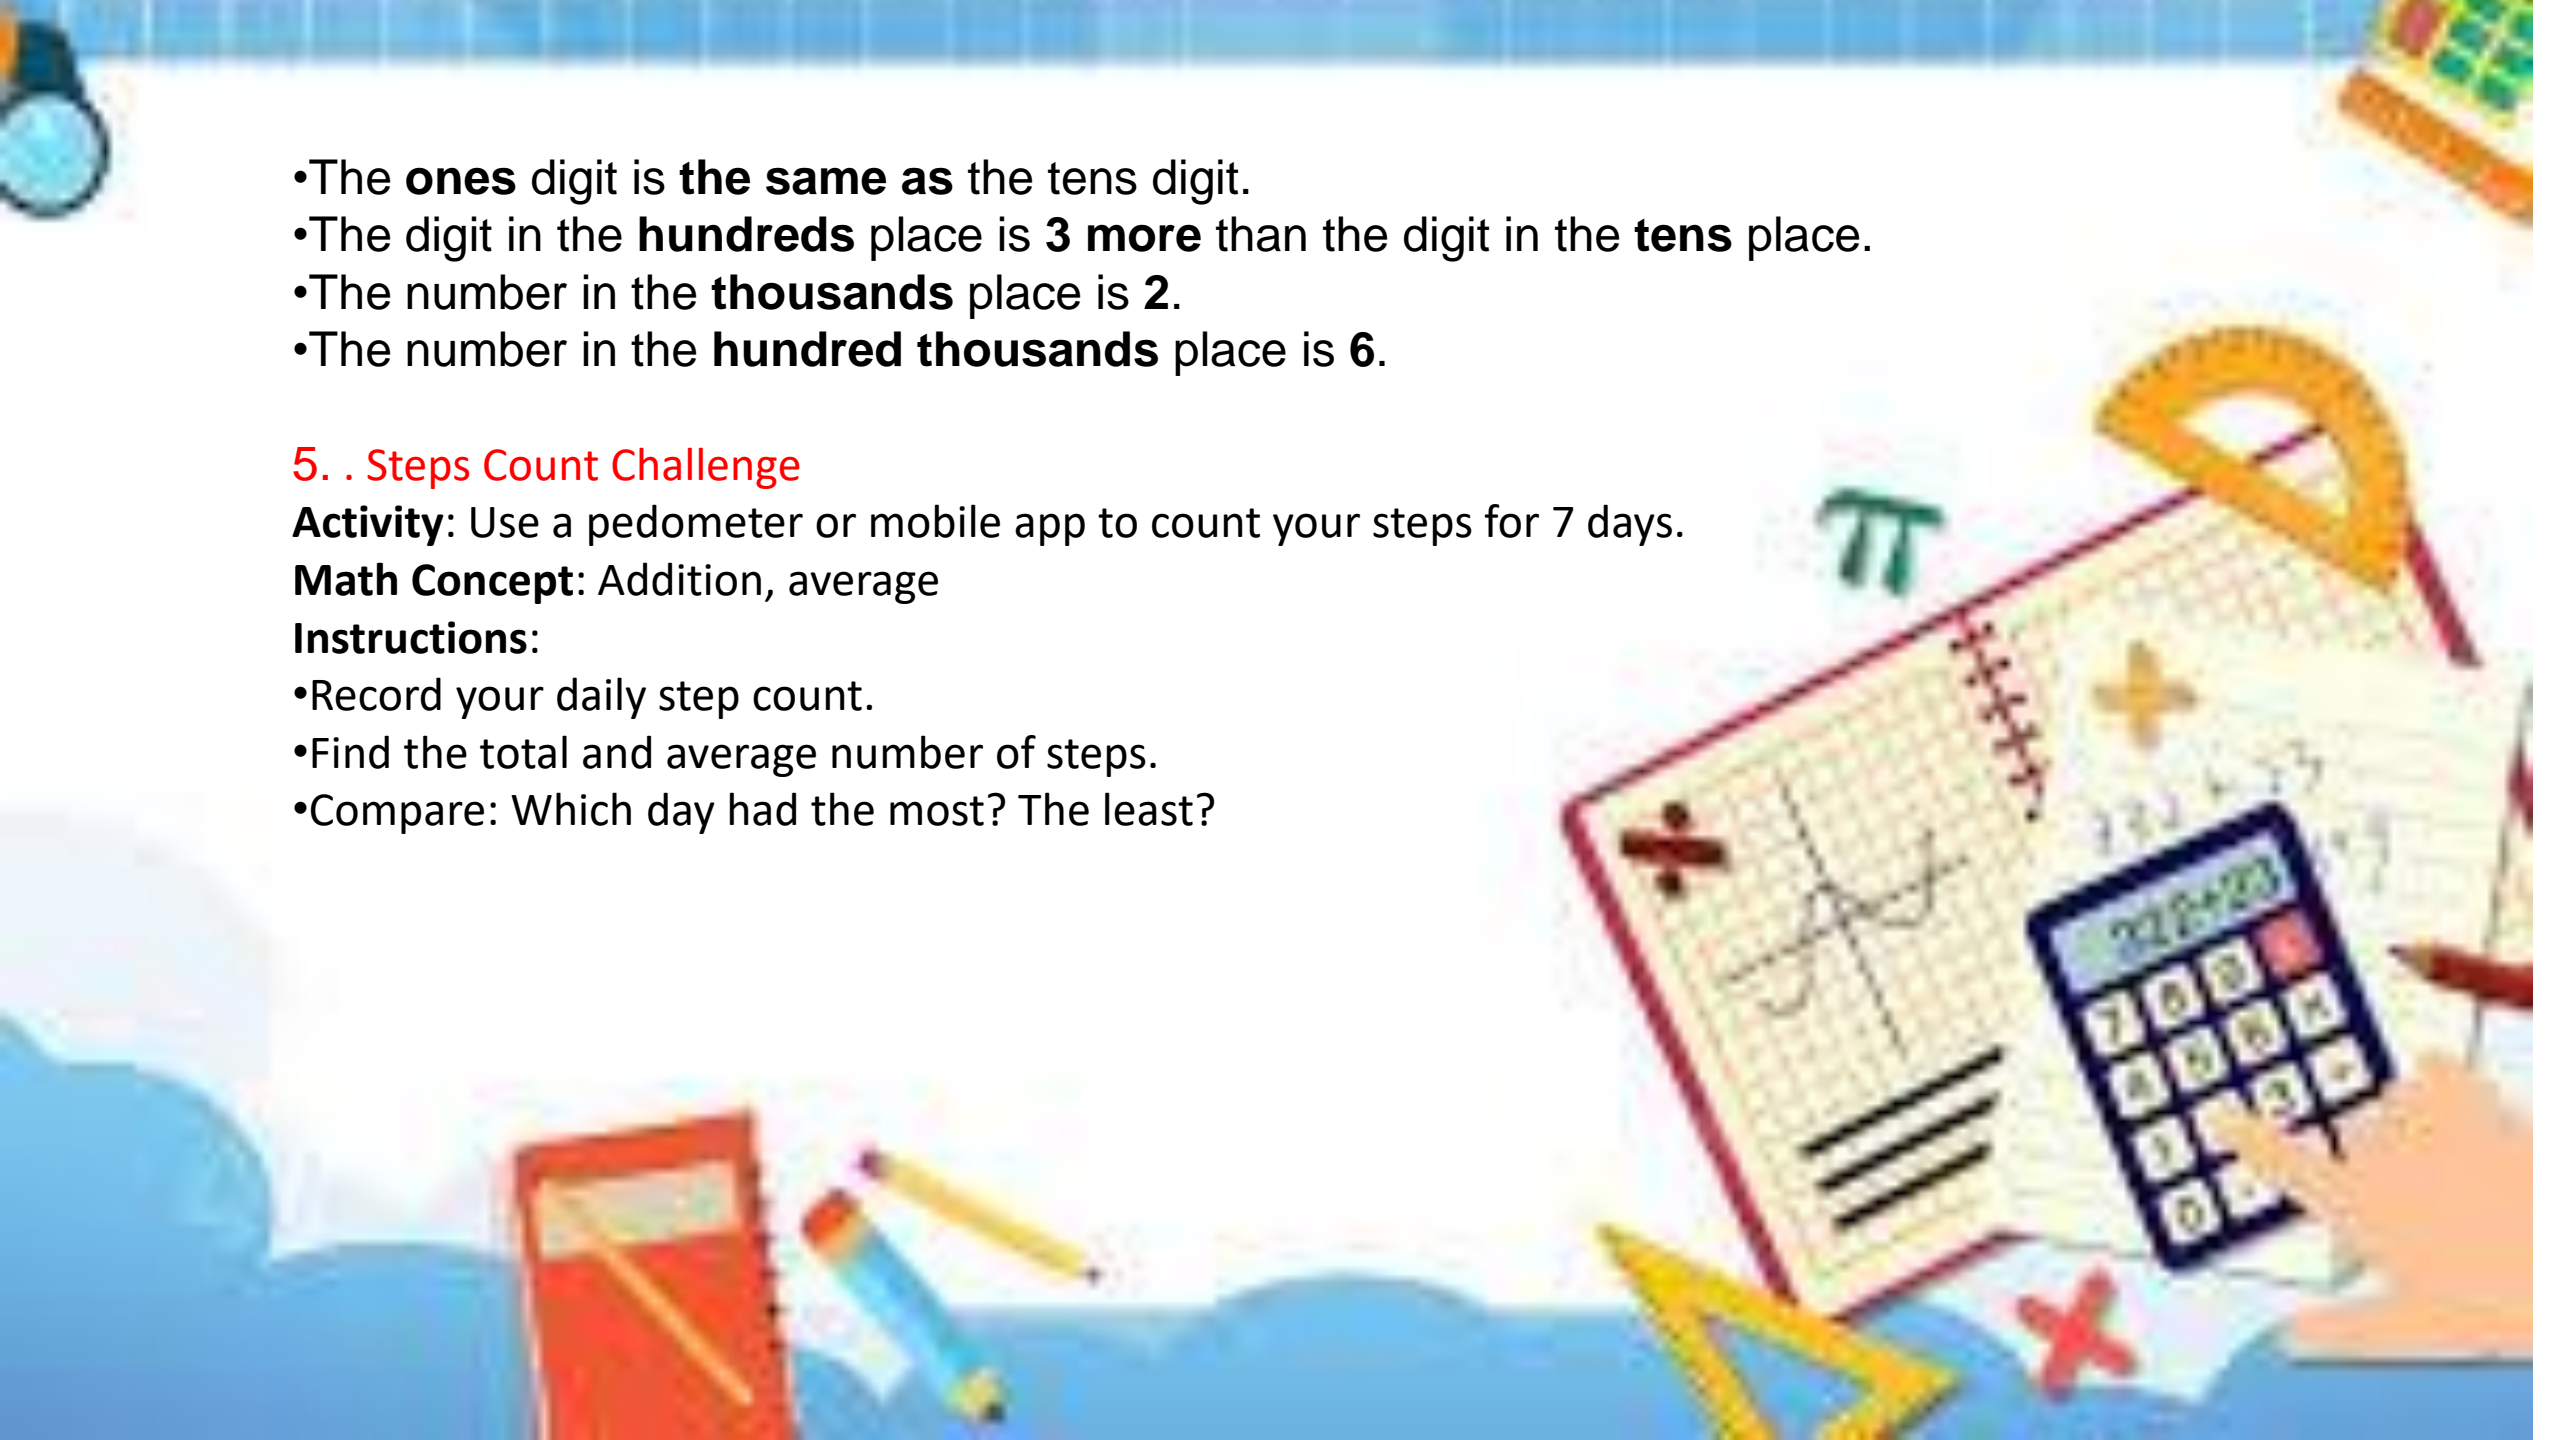 •The ones digit is the same as the tens digit.
•The digit in the hundreds place is 3 more than the digit in the tens place.
•The number in the thousands place is 2.
•The number in the hundred thousands place is 6.
5. . Steps Count Challenge
Activity: Use a pedometer or mobile app to count your steps for 7 days.
Math Concept: Addition, average
Instructions:
•Record your daily step count.
•Find the total and average number of steps.
•Compare: Which day had the most? The least?
π